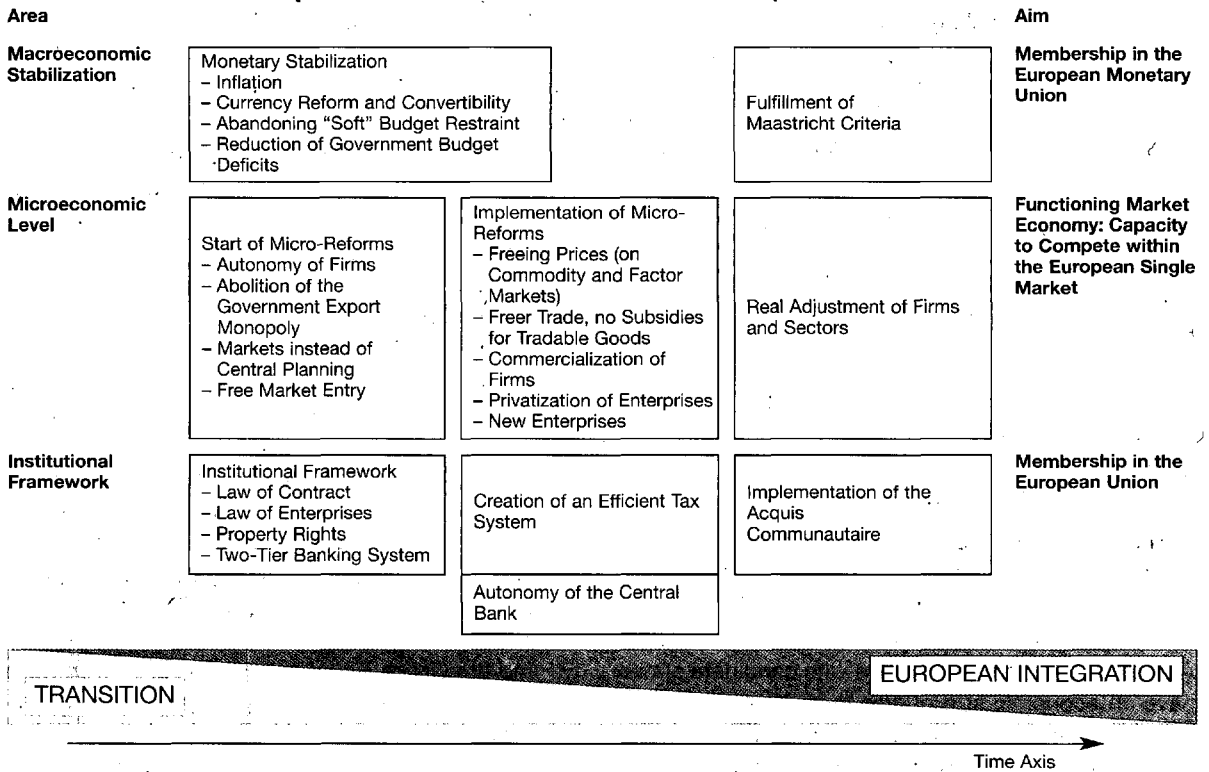 Area
Aim
Macroeconomic
Stabilization
Monetary Stabilization
– Inflation
– Currency Reform and Convertibility
– Abandoning “Soft” Budget Restraint
– Reduction of Government Budget
Deficits
Fulfillment of
Maastricht Criteria
Membership in the
European Monetary
Union
Microeconomic
Level
Start of Micro-Reforms
– Autonomy of Firms
– Abolition of the
Government Export
Monopoly
– Markets instead of
Central Planning
– Free Market Entry
Implementation of Micro-
Reforms
– Freeing Prices (on
Commodity and Factor
Markets)
– Freer Trade, no Subsidies
for Tradable Goods
– Commercialization of
Firms
– Privatization of Enterprises
– New Enterprises
Real Adjustment of Firms
and Sectors
Functioning Market
Economy: Capacity
to Compete within
the European Single
Market
Institutional
Framework
Institutional Framework
– Law of Contract
– Law of Enterprises
– Property Rights
– Two-Tier Banking System
Creation of an Efficient Tax
System
Autonomy of the Central
Bank
Implementation of the
Acquis
Communautaire
Membership in the
European Union
TRANSITION
EUROPEAN INTEGRATION
Time Axis